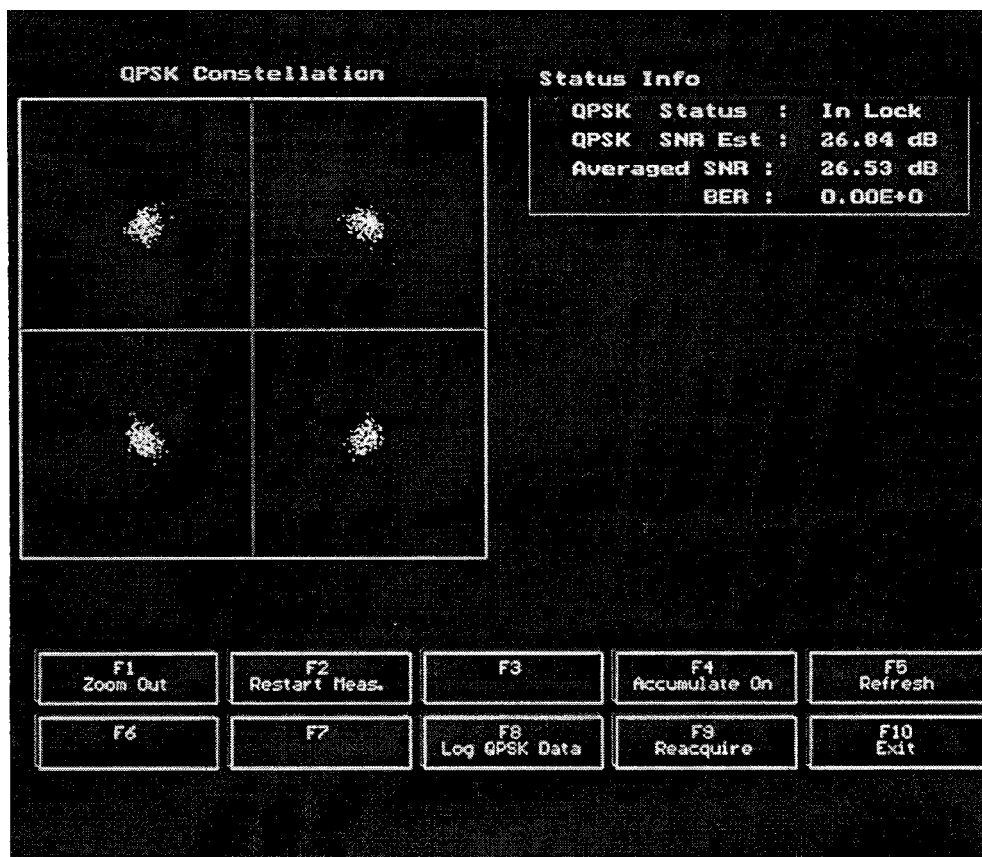 QPSK Constellation
Status Info
QPSK Status : In Lock
QPSK SNR Est : 26.84 dB
Averaged SNR : 26.53 dB
BER : 0.00E+0
F1
Zoom Out
F2
Restart Meas.
F3
F4
Accumulate On
F5
Refresh
F6
F7
F8
Log QPSK Data
F9
Reacquire
F10
Exit